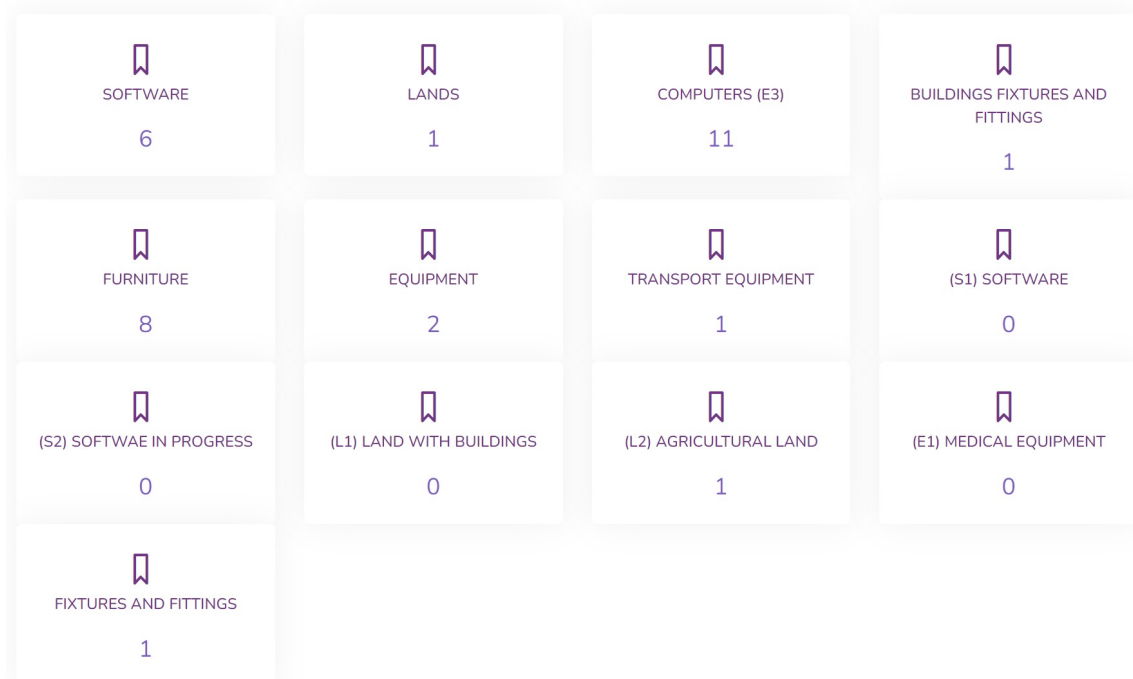 SOFTWARE
6
LANDS
1
COMPUTERS (E3)
11
BUILDINGS FIXTURES AND
FITTINGS
1
FURNITURE
8
EQUIPMENT
2
TRANSPORT EQUIPMENT
1
(S1) SOFTWARE
0
(S2) SOFTWAE IN PROGRESS
0
(L1) LAND WITH BUILDINGS
0
(L2) AGRICULTURAL LAND
1
(E1) MEDICAL EQUIPMENT
0
FIXTURES AND FITTINGS
1